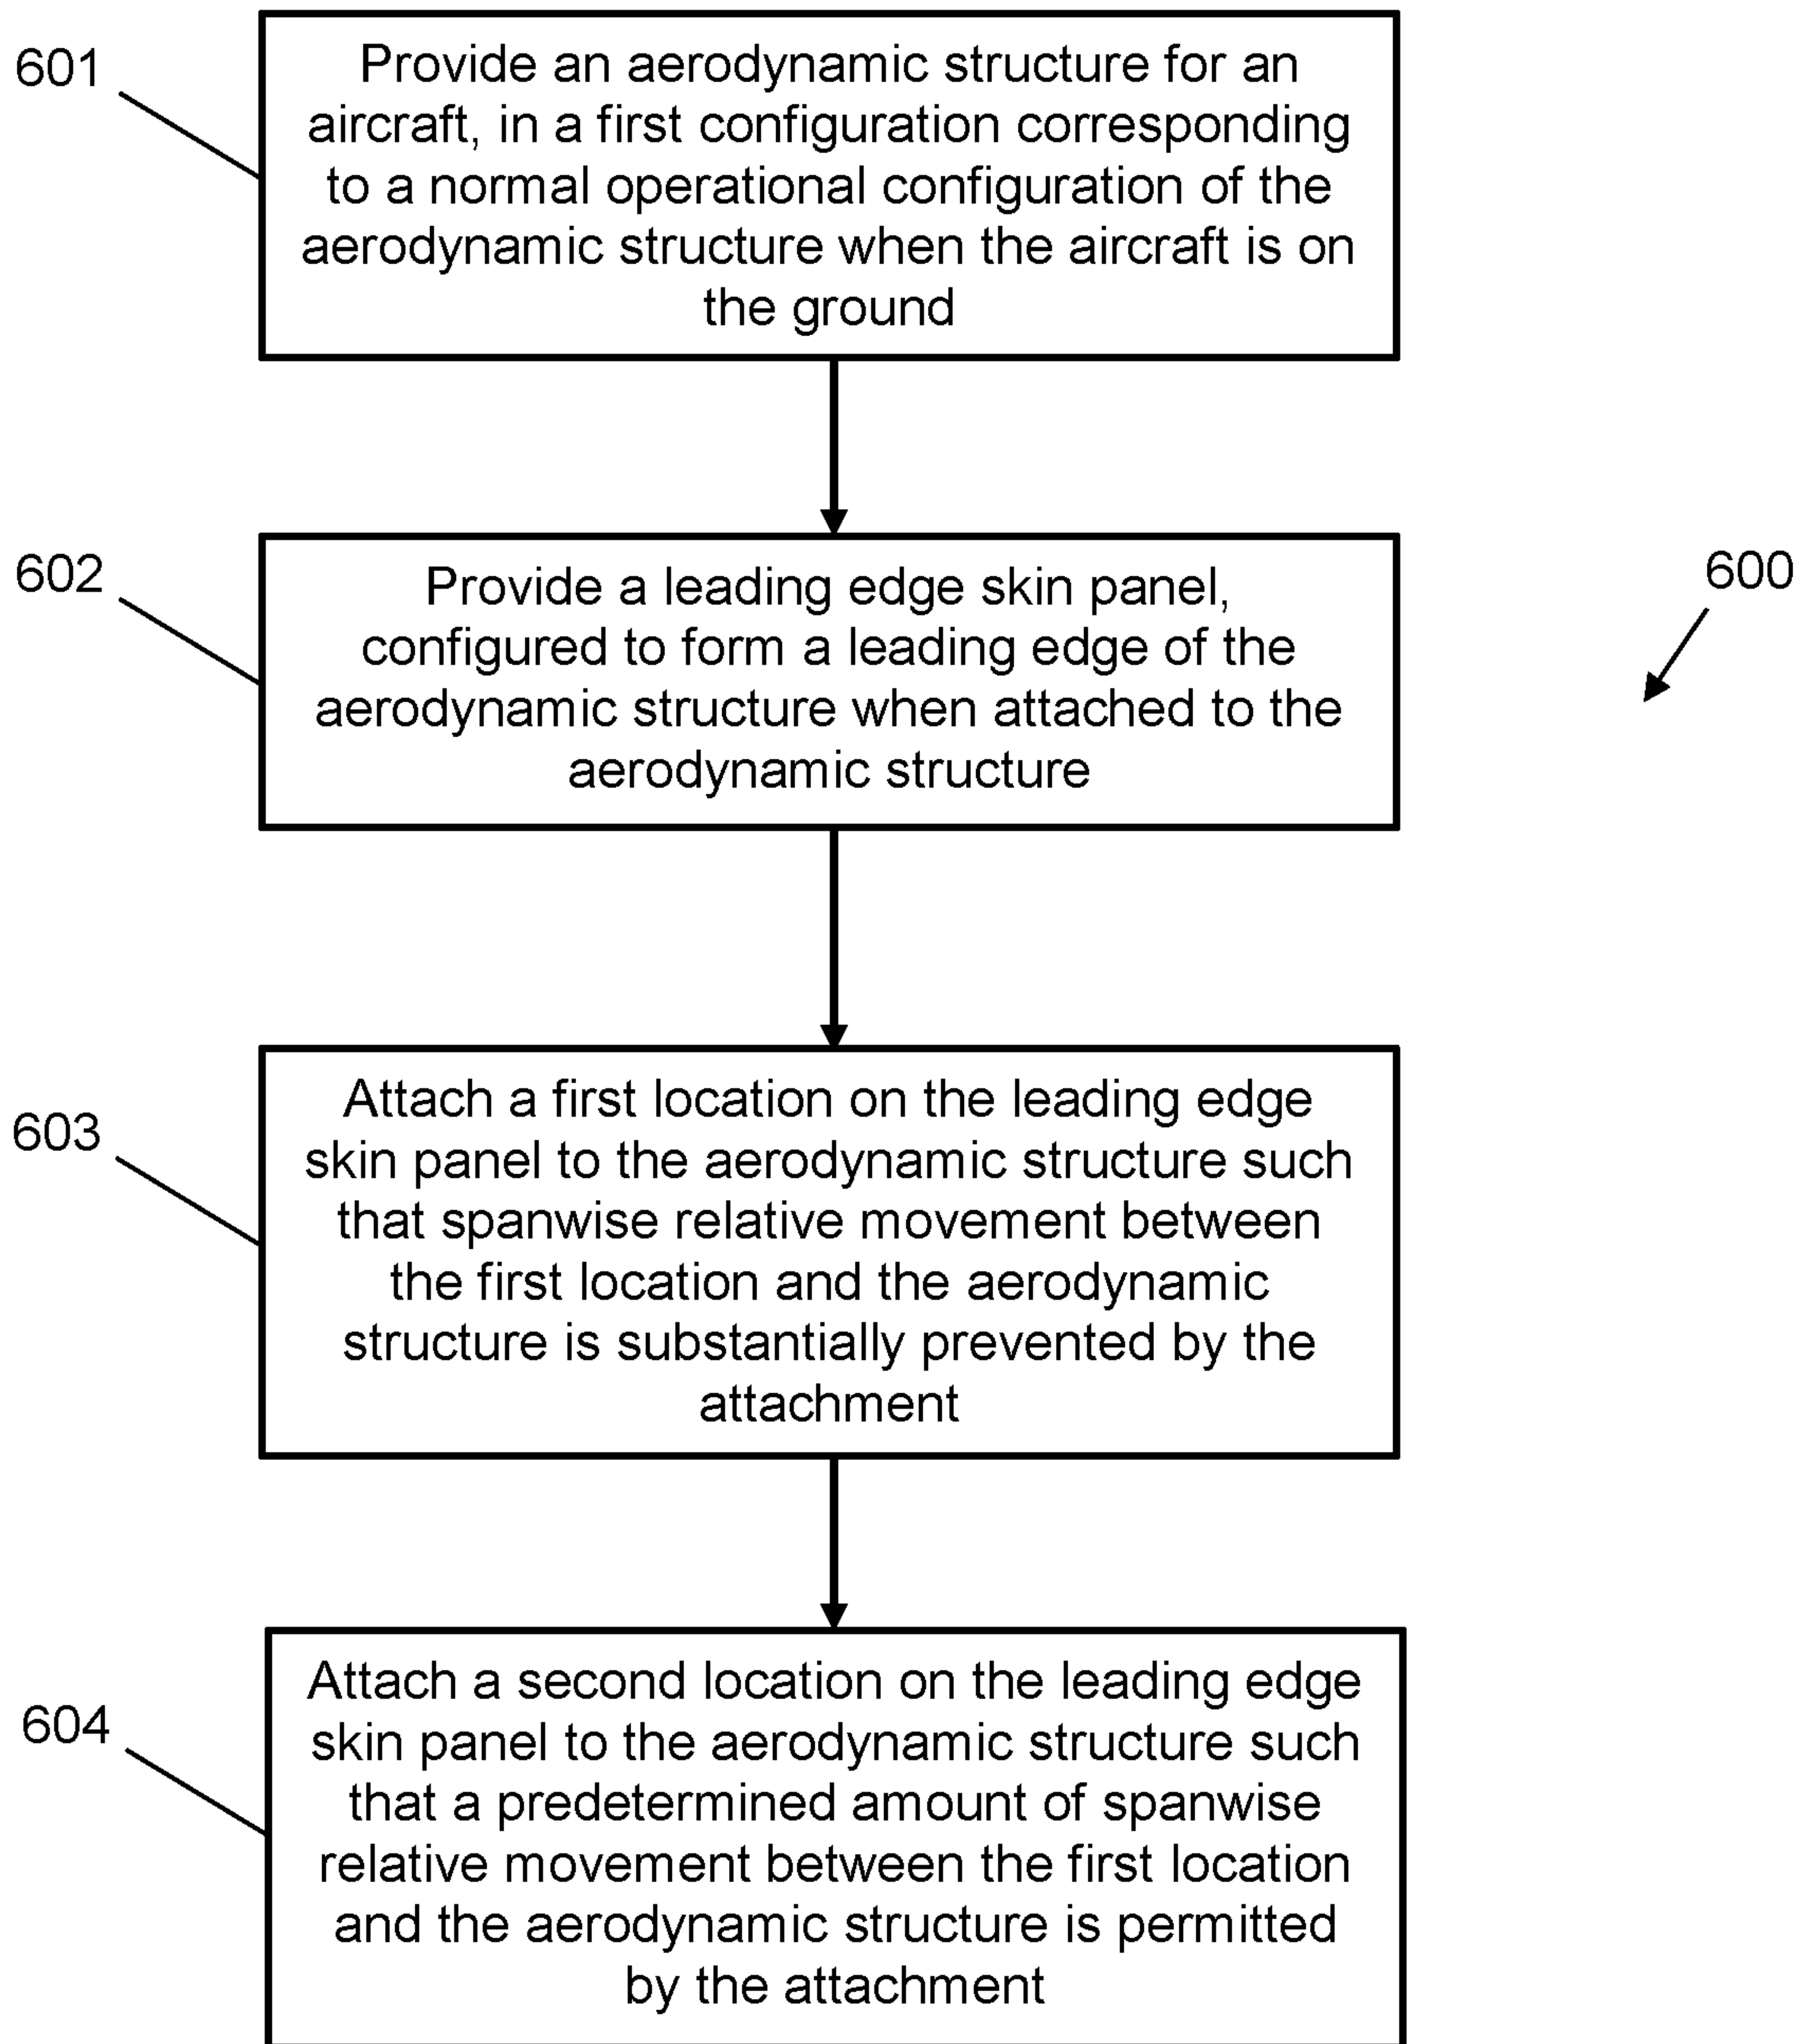 601
Provide an aerodynamic structure for an
aircraft, in a first configuration corresponding
to a normal operational configuration of the
aerodynamic structure when the aircraft is on
the ground
602
Provide a leading edge skin panel,
configured to form a leading edge of the
aerodynamic structure when attached to the
aerodynamic structure
600
603
Attach a first location on the leading edge
skin panel to the aerodynamic structure such
that spanwise relative movement between
the first location and the aerodynamic
structure is substantially prevented by the
attachment
604
Attach a second location on the leading edge
skin panel to the aerodynamic structure such
that a predetermined amount of spanwise
relative movement between the first location
and the aerodynamic structure is permitted
by the attachment